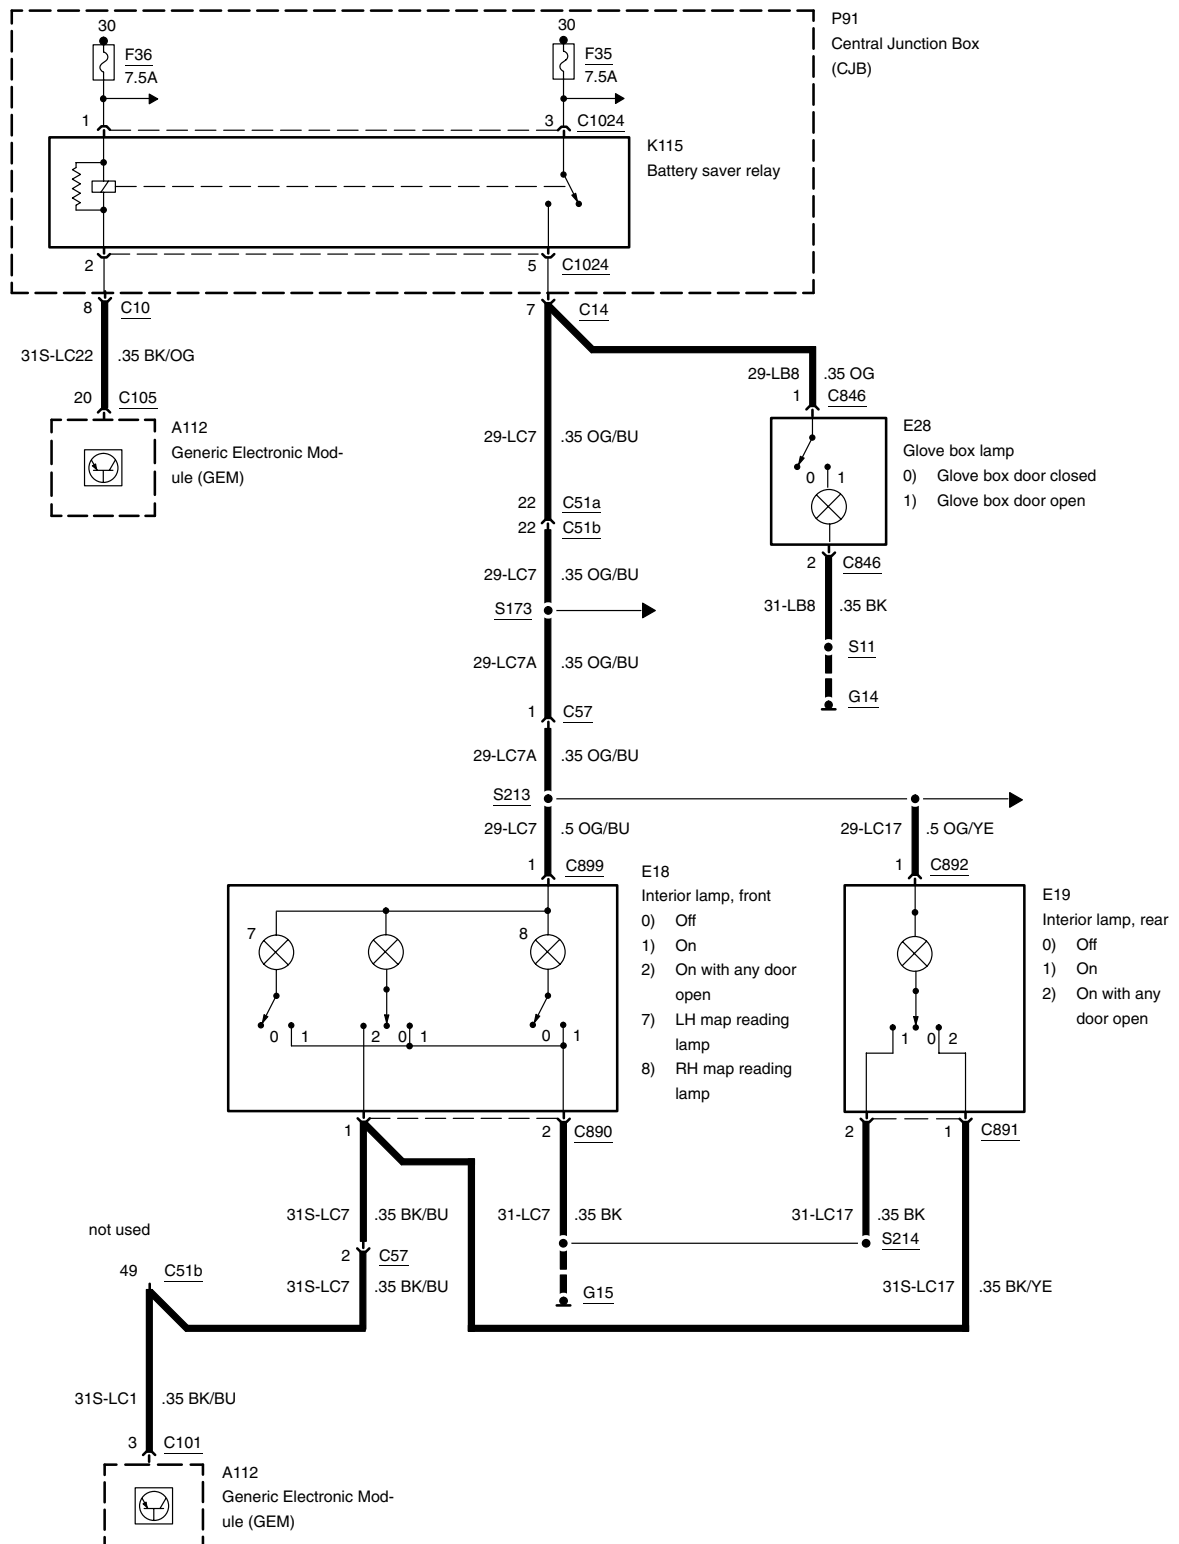 P91
Central Junction Box
(CJB)
30
30
F36
7.5A
F35
7.5A
1
3 C1024
K115
Battery saver relay
2
5 C1024
8 C10
7 C14
31S-LC22 .35 BK/OG
29-LB8 .35 OG
20 C105
1 C846
A112
Generic Electronic Mod-
ule (GEM)
29-LC7 .35 OG/BU
E28
Glove box lamp
0) Glove box door closed
1) Glove box door open
0 1
22 C51a
22 C51b
2 C846
29-LC7 .35 OG/BU
31-LB8 .35 BK
S173
S11
29-LC7A .35 OG/BU
G14
1 C57
29-LC7A .35 OG/BU
S213
29-LC7 .5 OG/BU
29-LC17 .5 OG/YE
1 C899
1 C892
E18
Interior lamp, front
0) Off
1) On
2) On with any door
open
7) LH map reading
lamp
8) RH map reading
lamp
E19
Interior lamp, rear
0) Off
1) On
2) On with any
door open
7
8
0 1 2 0 1 0 1
1 0 2
1
2 C890
2
1 C891
31S-LC7 .35 BK/BU
31-LC7 .35 BK
31-LC17 .35 BK
not used
S214
2 C57
49 C51b
31S-LC7 .35 BK/BU
G15
31S-LC17 .35 BK/YE
31S-LC1 .35 BK/BU
3 C101
A112
Generic Electronic Mod-
ule (GEM)